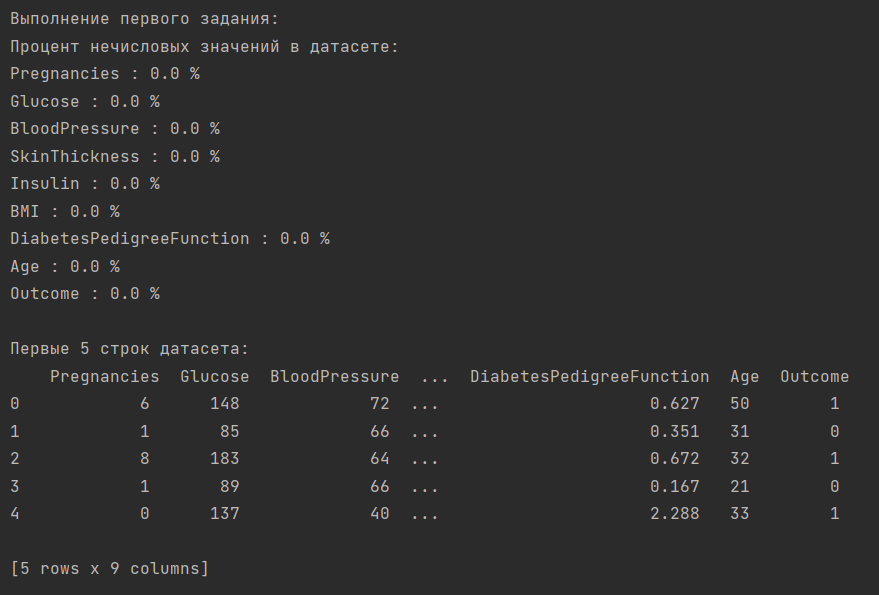 Выполнение первого задания:
Процент нечисловых значений в датасете:
Pregnancies : 0.0 %
Glucose : 0.0 %
BloodPressure : 0.0 %
SkinThickness : 0.0 %
Insulin : 0.0 %
BMI : 0.0 %
DiabetesPedigreeFunction : 0.0 %
Age : 0.0 %
Outcome : 0.0 %

Первые 5 строк датасета:
    Pregnancies  Glucose  BloodPressure  ...  DiabetesPedigreeFunction  Age  Outcome
0            6      148             72  ...                     0.627   50        1
1            1       85             66  ...                     0.351   31        0
2            8      183             64  ...                     0.672   32        1
3            1       89             66  ...                     0.167   21        0
4            0      137             40  ...                     2.288   33        1

[5 rows x 9 columns]